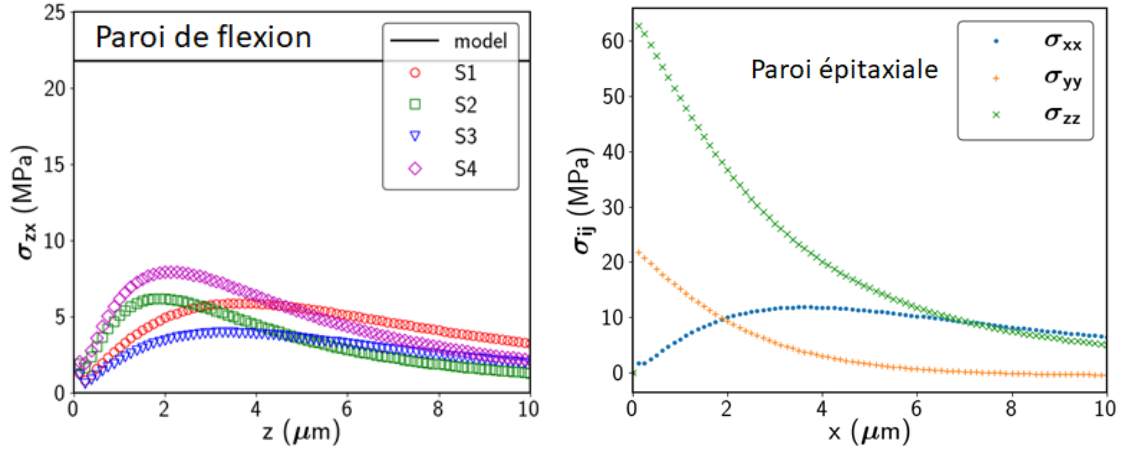 Paroi de flexion
model
S1
S2
S3
S4
25
20
15
10
5
0
σzx (MPa)
0 2 4 6 8 10
z (μm)
Paroi épitaxiale
σxx
σyy
σzz
60
50
40
30
20
10
0
σij (MPa)
0 2 4 6 8 10
x (μm)